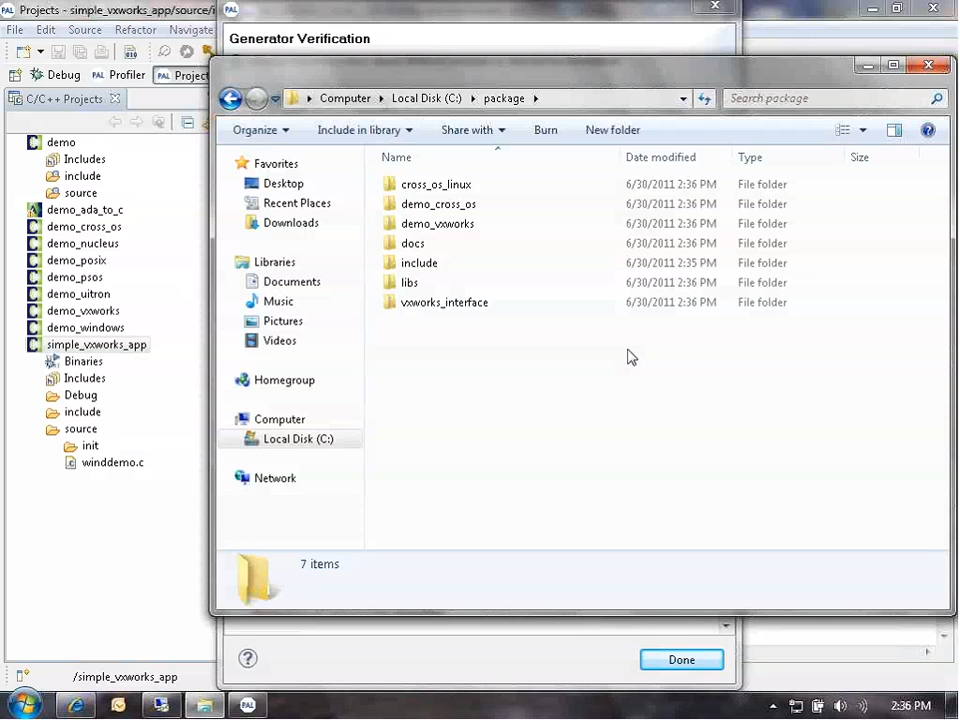 Projects - simple_vxworks_app/source/i
PAL
File Edit Source Refactor Navigate
Generator Verification
Debug PAL Profiler PAL Project
C/C++ Projects
Computer Local Disk (C:) package
Search package
Organize Include in library Share with Burn New folder
demo
Includes
include
source
demo_ada_to_c
demo_cross_os
demo_nucleus
demo_posix
demo_psos
demo_uitron
demo_vxworks
demo_windows
simple_vxworks_app
Binaries
Includes
Debug
include
source
init
winddemo.c
Favorites
Desktop
Recent Places
Downloads
Libraries
Documents
Music
Pictures
Videos
Homegroup
Computer
Local Disk (C:)
Network
Name Date modified Type Size
cross_os_linux 6/30/2011 2:36 PM File folder
demo_cross_os 6/30/2011 2:36 PM File folder
demo_vxworks 6/30/2011 2:36 PM File folder
docs 6/30/2011 2:36 PM File folder
include 6/30/2011 2:35 PM File folder
libs 6/30/2011 2:36 PM File folder
vxworks_interface 6/30/2011 2:36 PM File folder
7 items
Done
/simple_vxworks_app
PAL
2:36 PM